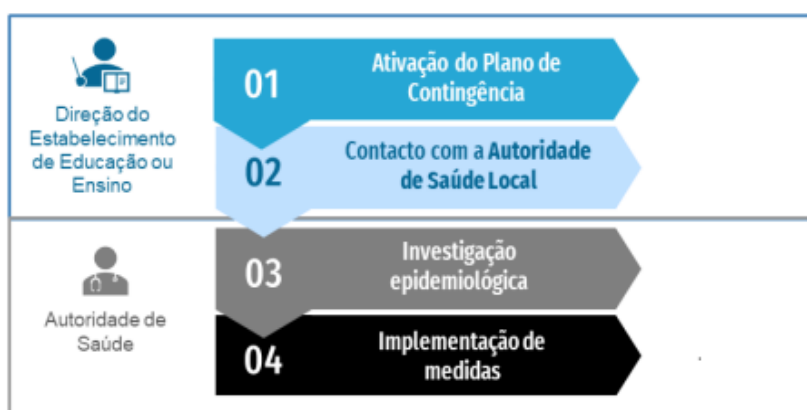 Direção do
Estabelecimento
de Educação ou
Ensino
01
Ativação do Plano de
Contingência
02
Contacto com a Autoridade
de Saúde Local
Autoridade de
Saúde
03
Investigação
epidemiológica
04
Implementação de
medidas